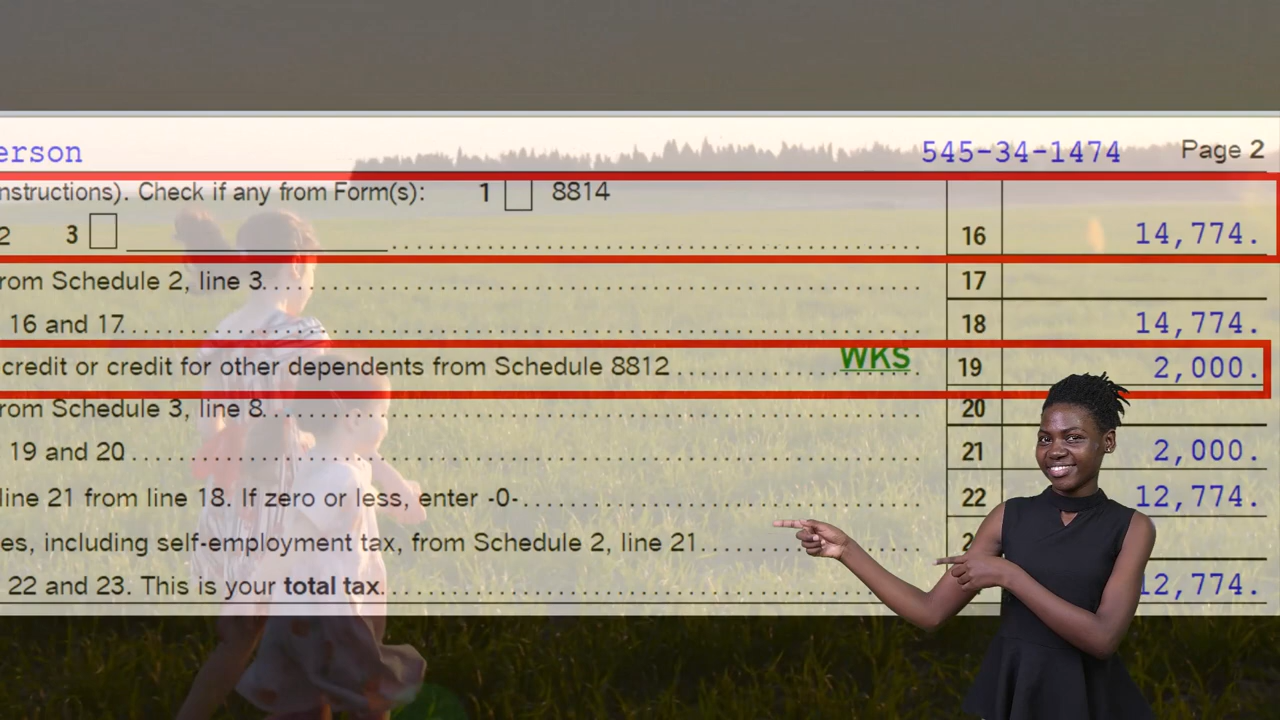 erson 545-34-1474 Page 2
nstructions). Check if any from Form(s): 1 8814
2 3 16 14,774.
rom Schedule 2, line 3 17
16 and 17 18 14,774.
credit or credit for other dependents from Schedule 8812 WKS 19 2,000.
rom Schedule 3, line 8 20
19 and 20 21 2,000.
line 21 from line 18. If zero or less, enter -0- 22 12,774.
es, including self-employment tax, from Schedule 2, line 21
22 and 23. This is your total tax 12,774.